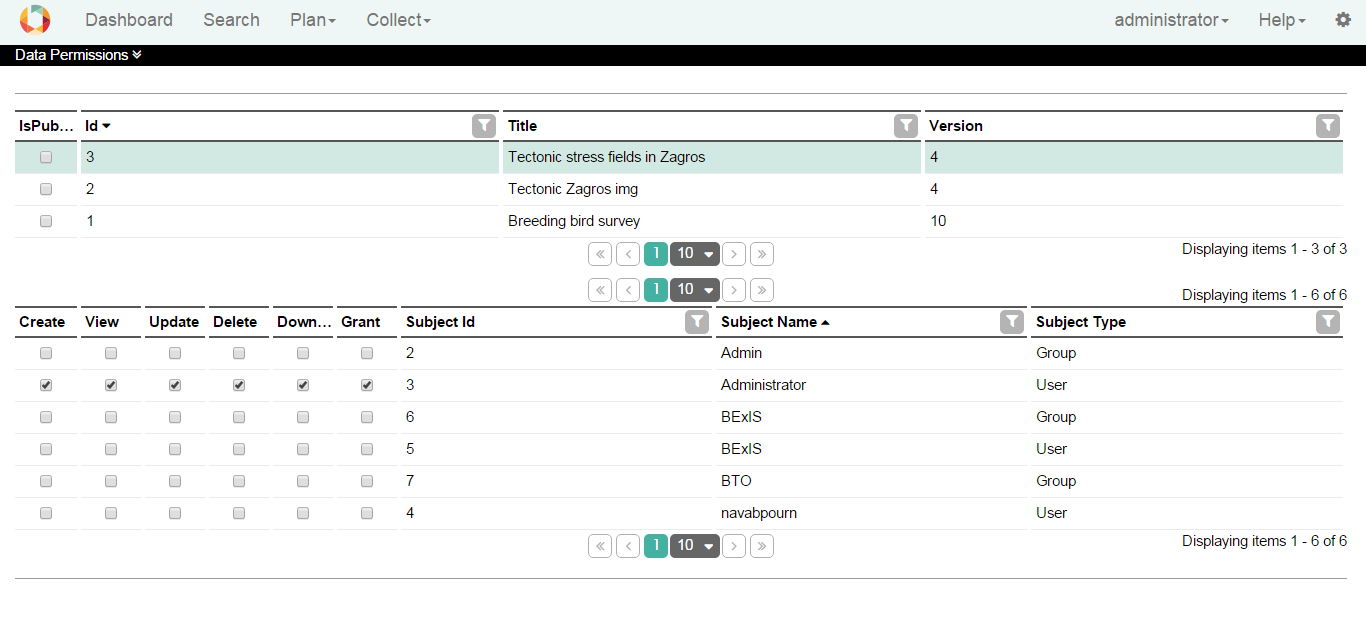 Dashboard Search Plan Collect administrator Help
Data Permissions
IsPub... Id Title Version
3 Tectonic stress fields in Zagros 4
2 Tectonic Zagros img 4
1 Breeding bird survey 10
« ‹ 1 10 › » Displaying items 1 - 3 of 3
« ‹ 1 10 › » Displaying items 1 - 6 of 6
Create View Update Delete Down... Grant Subject Id Subject Name Subject Type
2 Admin Group
3 Administrator User
6 BExIS Group
5 BExIS User
7 BTO Group
4 navabpourn User
« ‹ 1 10 › » Displaying items 1 - 6 of 6